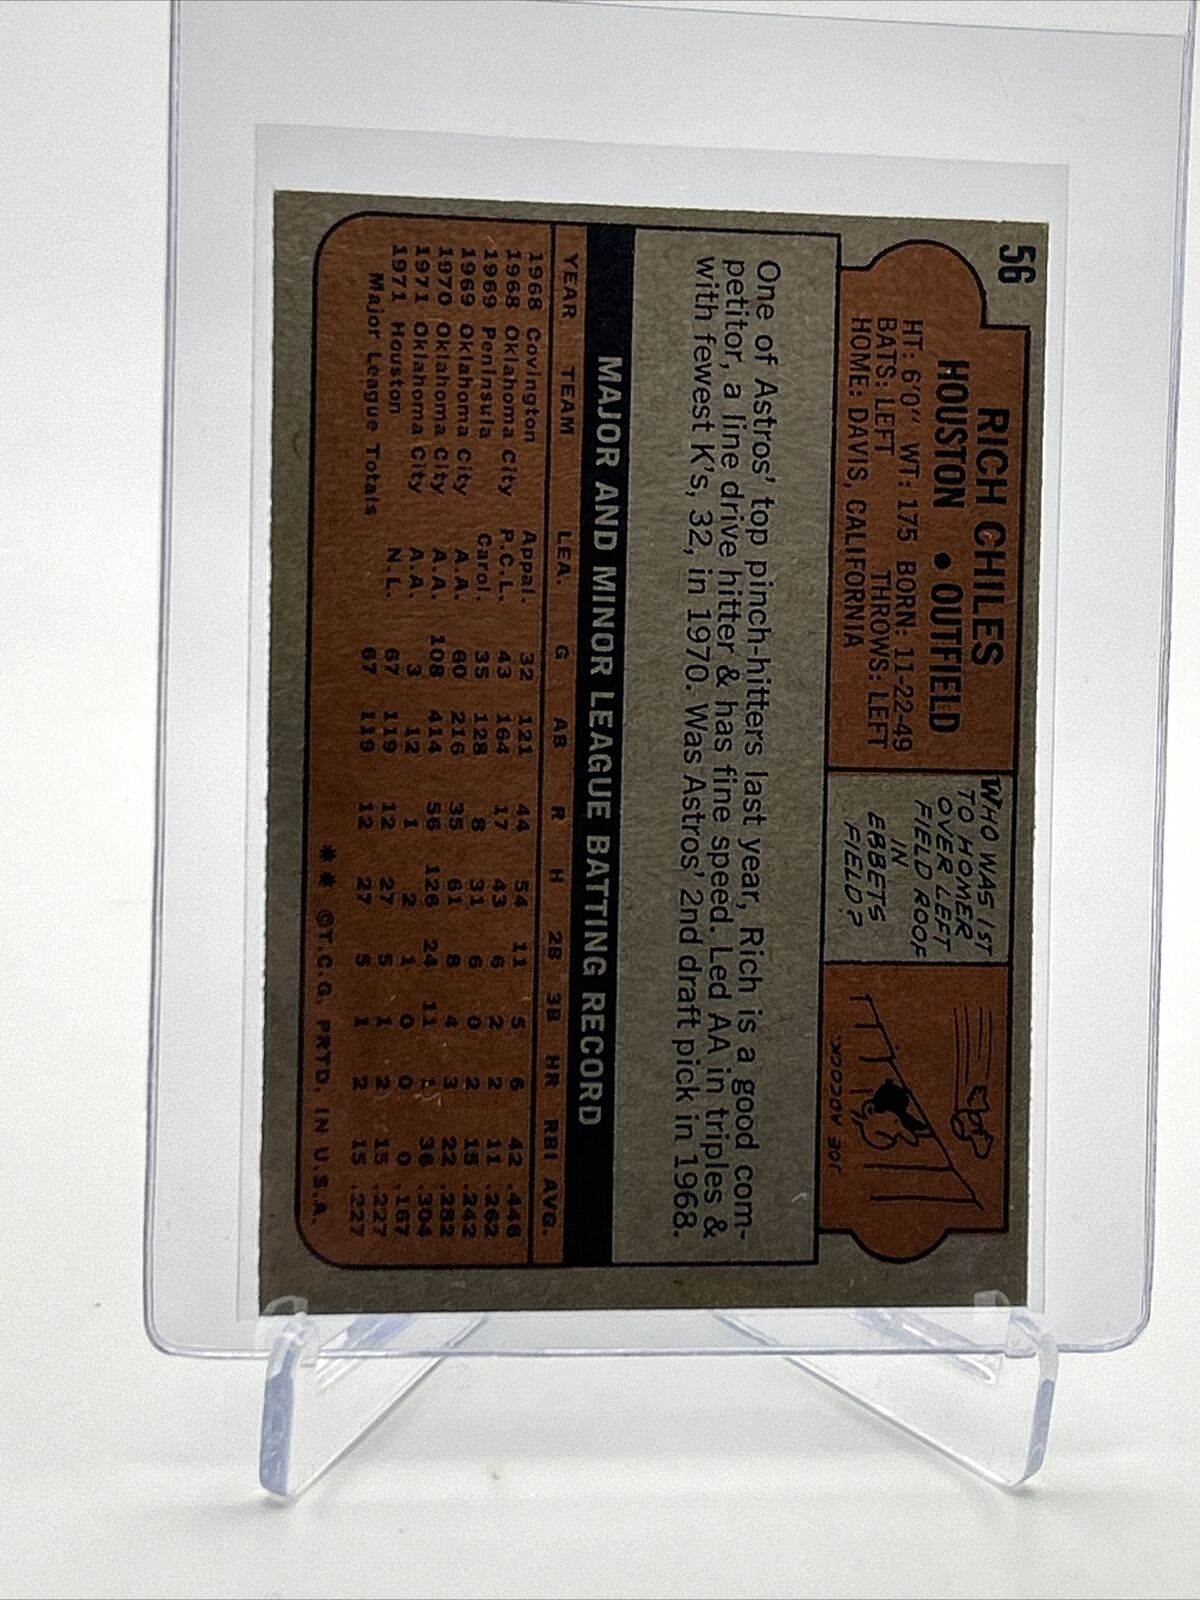 56
RICH CHILES
HOUSTON • OUTFIELD
HT: 6'0" WT: 175 BORN: 11-22-49
BATS: LEFT THROWS: LEFT
HOME: DAVIS, CALIFORNIA
WHO WAS 1ST
TO HOMER
OVER LEFT
FIELD ROOF
IN
EBBETS
FIELD?
JOE ADCOCK
One of Astros' top pinch-hitters last year, Rich is a good com-
petitor, a line drive hitter & has fine speed. Led AA in triples &
with fewest K's, 32, in 1970. Was Astros' 2nd draft pick in 1968.
MAJOR AND MINOR LEAGUE BATTING RECORD
YEAR TEAM LEA. G AB R H 2B 3B HR RBI AVG.
1968 Covington Appal. 32 121 44 54 11 5 6 42 .446
1968 Oklahoma City P.C.L. 43 164 17 43 6 2 2 11 .262
1969 Peninsula Carol. 35 128 8 31 6 0 2 15 .242
1969 Oklahoma City A.A. 60 216 35 61 8 4 3 22 .282
1970 Oklahoma City A.A. 108 414 56 126 24 11 36 .304
1971 Oklahoma City A.A. 3 12 1 2 1 0 0 0 .167
1971 Houston N.L. 67 119 12 27 5 1 2 15 .227
Major League Totals 67 119 12 27 5 1 2 15 .227
** ©T.C.G. PRTD. IN U.S.A.